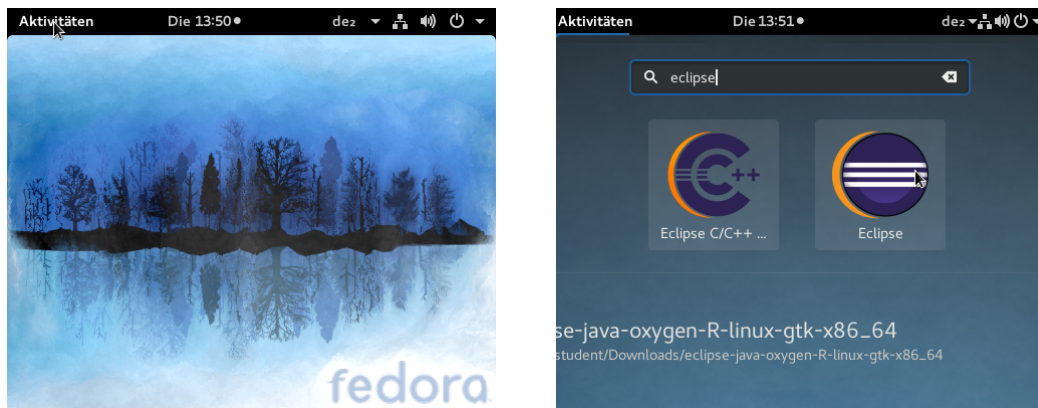 Aktivitäten Die 13:50 de₂
fedora
Aktivitäten Die 13:51 de₂
eclipse
Eclipse C/C++ ... Eclipse
se-java-oxygen-R-linux-gtk-x86_64
student/Downloads/eclipse-java-oxygen-R-linux-gtk-x86_64